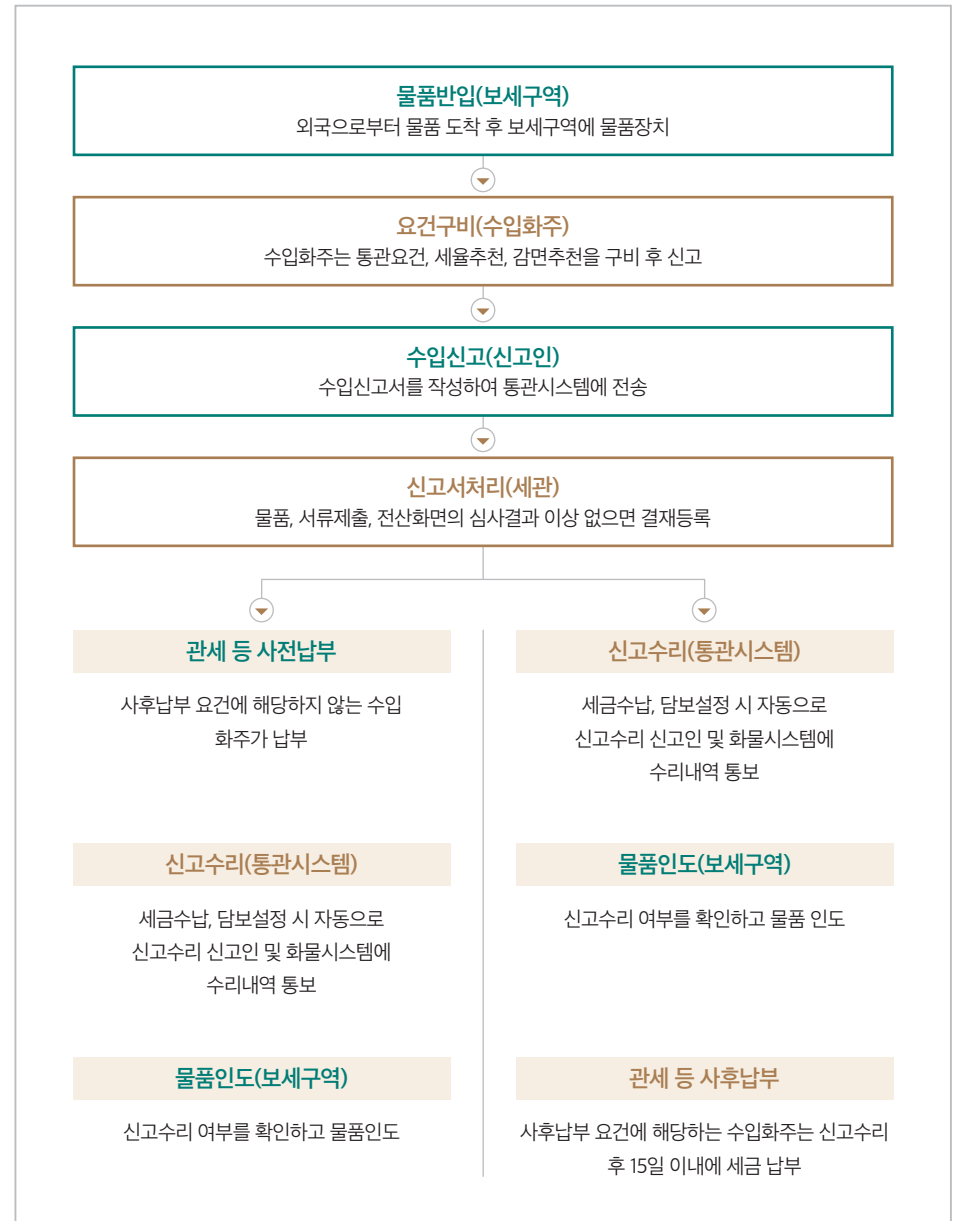 물품반입(보세구역)
외국으로부터 물품 도착 후 보세구역에 물품장치
요건구비(수입화주)
수입화주는 통관요건, 세율추천, 감면추천을 구비 후 신고
수입신고(신고인)
수입신고서를 작성하여 통관시스템에 전송
신고서처리(세관)
물품, 서류제출, 전산화면의 심사결과 이상 없으면 결재등록
관세 등 사전납부
사후납부 요건에 해당하지 않는 수입
화주가 납부
신고수리(통관시스템)
세금수납, 담보설정 시 자동으로
신고수리 신고인 및 화물시스템에
수리내역 통보
물품인도(보세구역)
신고수리 여부를 확인하고 물품인도
신고수리(통관시스템)
세금수납, 담보설정 시 자동으로
신고수리 신고인 및 화물시스템에
수리내역 통보
물품인도(보세구역)
신고수리 여부를 확인하고 물품 인도
관세 등 사후납부
사후납부 요건에 해당하는 수입화주는 신고수리
후 15일 이내에 세금 납부